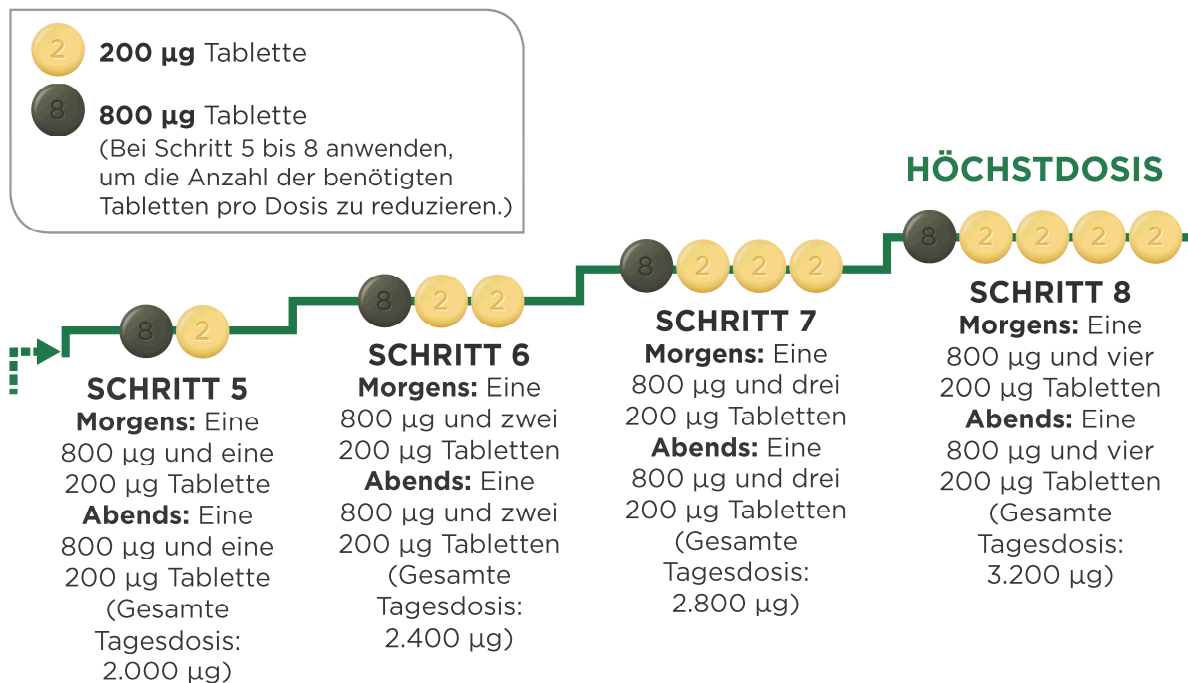 2
200 µg Tablette
8
800 µg Tablette
(Bei Schritt 5 bis 8 anwenden,
um die Anzahl der benötigten
Tabletten pro Dosis zu reduzieren.)
8 2
SCHRITT 5
Morgens: Eine
800 µg und eine
200 µg Tablette
Abends: Eine
800 µg und eine
200 µg Tablette
(Gesamte
Tagesdosis:
2.000 µg)
8 2 2
SCHRITT 6
Morgens: Eine
800 µg und zwei
200 µg Tabletten
Abends: Eine
800 µg und zwei
200 µg Tabletten
(Gesamte
Tagesdosis:
2.400 µg)
8 2 2 2
SCHRITT 7
Morgens: Eine
800 µg und drei
200 µg Tabletten
Abends: Eine
800 µg und drei
200 µg Tabletten
(Gesamte
Tagesdosis:
2.800 µg)
HÖCHSTDOSIS
8 2 2 2 2
SCHRITT 8
Morgens: Eine
800 µg und vier
200 µg Tabletten
Abends: Eine
800 µg und vier
200 µg Tabletten
(Gesamte
Tagesdosis:
3.200 µg)